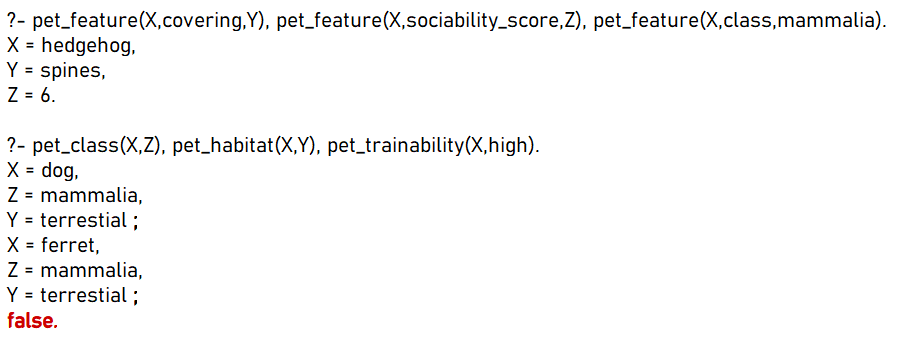 ?- pet_feature(X,covering,Y), pet_feature(X,sociability_score,Z), pet_feature(X,class,mammalia).
X = hedgehog,
Y = spines,
Z = 6.
?- pet_class(X,Z), pet_habitat(X,Y), pet_trainability(X,high).
X = dog,
Z = mammalia,
Y = terrestial ;
X = ferret,
Z = mammalia,
Y = terrestial ;
false.